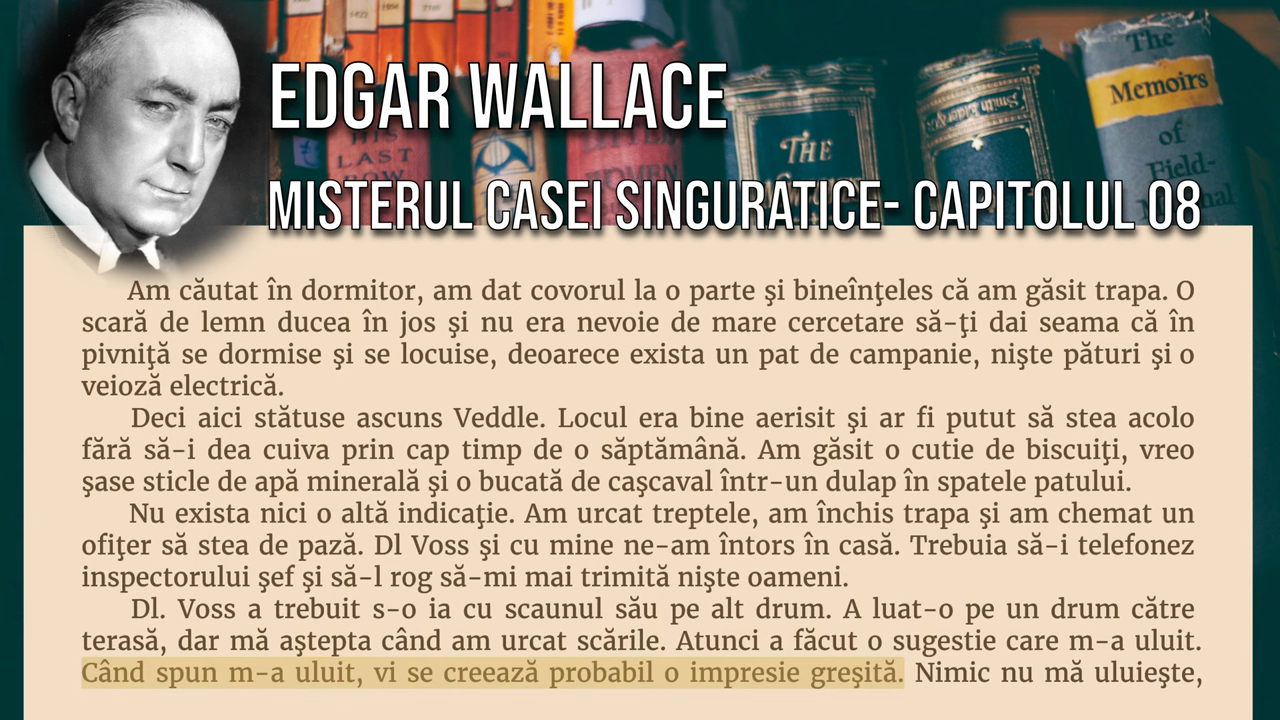 EDGAR WALLACE
MISTERUL CASEI SINGURATICE- CAPITOLUL 08
HIS
LAST
BOW
WOMEN
THE
The
Memoirs
of
Field-
Am căutat în dormitor, am dat covorul la o parte şi bineînţeles că am găsit trapa. O
scară de lemn ducea în jos şi nu era nevoie de mare cercetare să-ţi dai seama că în
pivniţă se dormise şi se locuise, deoarece exista un pat de campanie, nişte pături şi o
veioză electrică.
Deci aici stătuse ascuns Veddle. Locul era bine aerisit şi ar fi putut să stea acolo
fără să-i dea cuiva prin cap timp de o săptămână. Am găsit o cutie de biscuiţi, vreo
şase sticle de apă minerală şi o bucată de caşcaval într-un dulap în spatele patului.
Nu exista nici o altă indicaţie. Am urcat treptele, am închis trapa şi am chemat un
ofiţer să stea de pază. Dl Voss şi cu mine ne-am întors în casă. Trebuia să-i telefonez
inspectorului şef şi să-l rog să-mi mai trimită nişte oameni.
Dl. Voss a trebuit s-o ia cu scaunul său pe alt drum. A luat-o pe un drum către
terasă, dar mă aştepta când am urcat scările. Atunci a făcut o sugestie care m-a uluit.
Când spun m-a uluit, vi se creează probabil o impresie greşită. Nimic nu mă uluieşte,